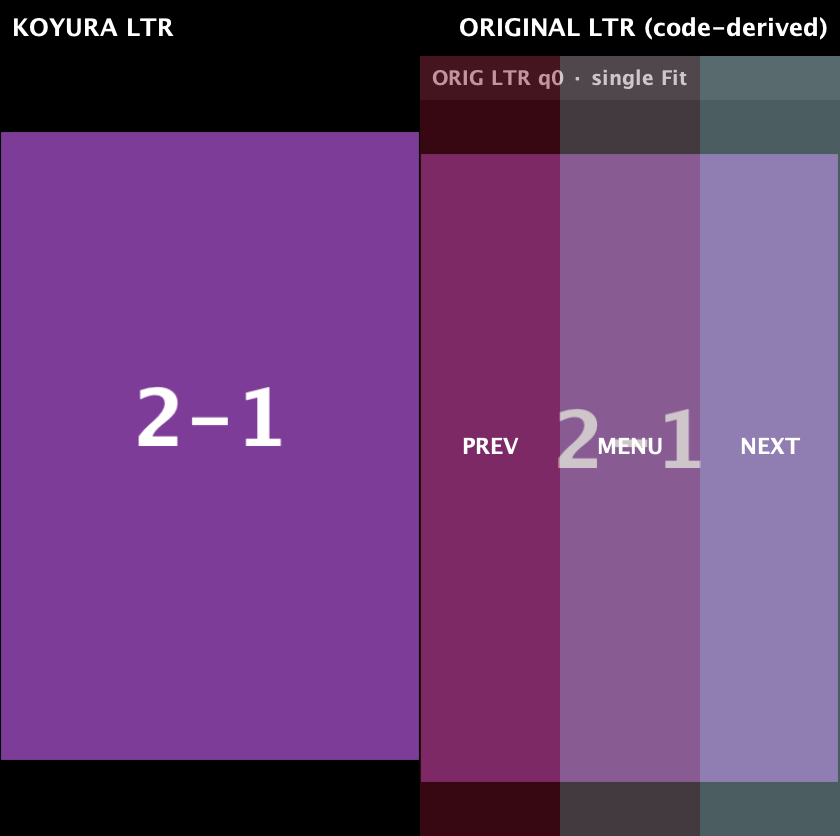 KOYURA LTR
ORIGINAL LTR (code-derived)
ORIG LTR q0 · single Fit
2-1
2-1
PREV
MENU
NEXT